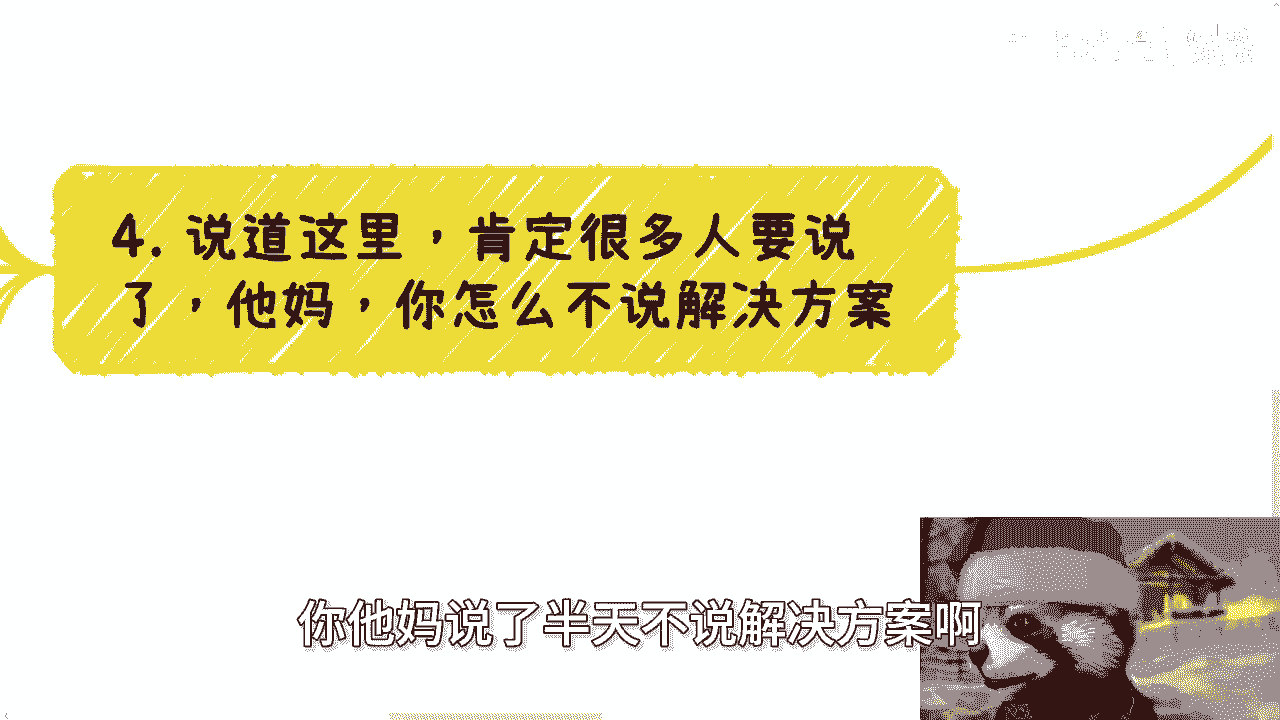 4. 说道这里，肯定很多人要说
了，他妈，你怎么不说解决方案
你他妈说了半天不说解决方案啊